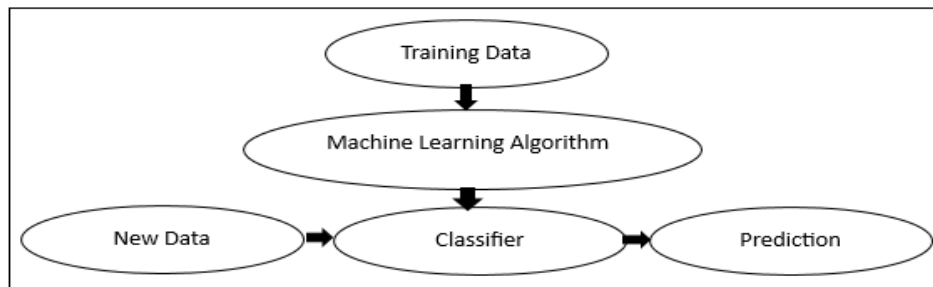 Training Data
Machine Learning Algorithm
New Data
Classifier
Prediction